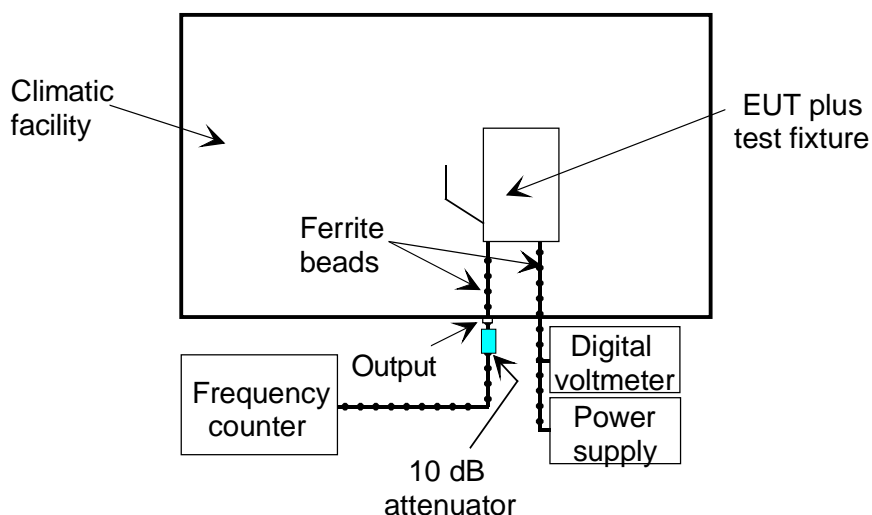 Climatic
facility
EUT plus
test fixture
Ferrite
beads
Output
Digital
voltmeter
Frequency
counter
Power
supply
10 dB
attenuator